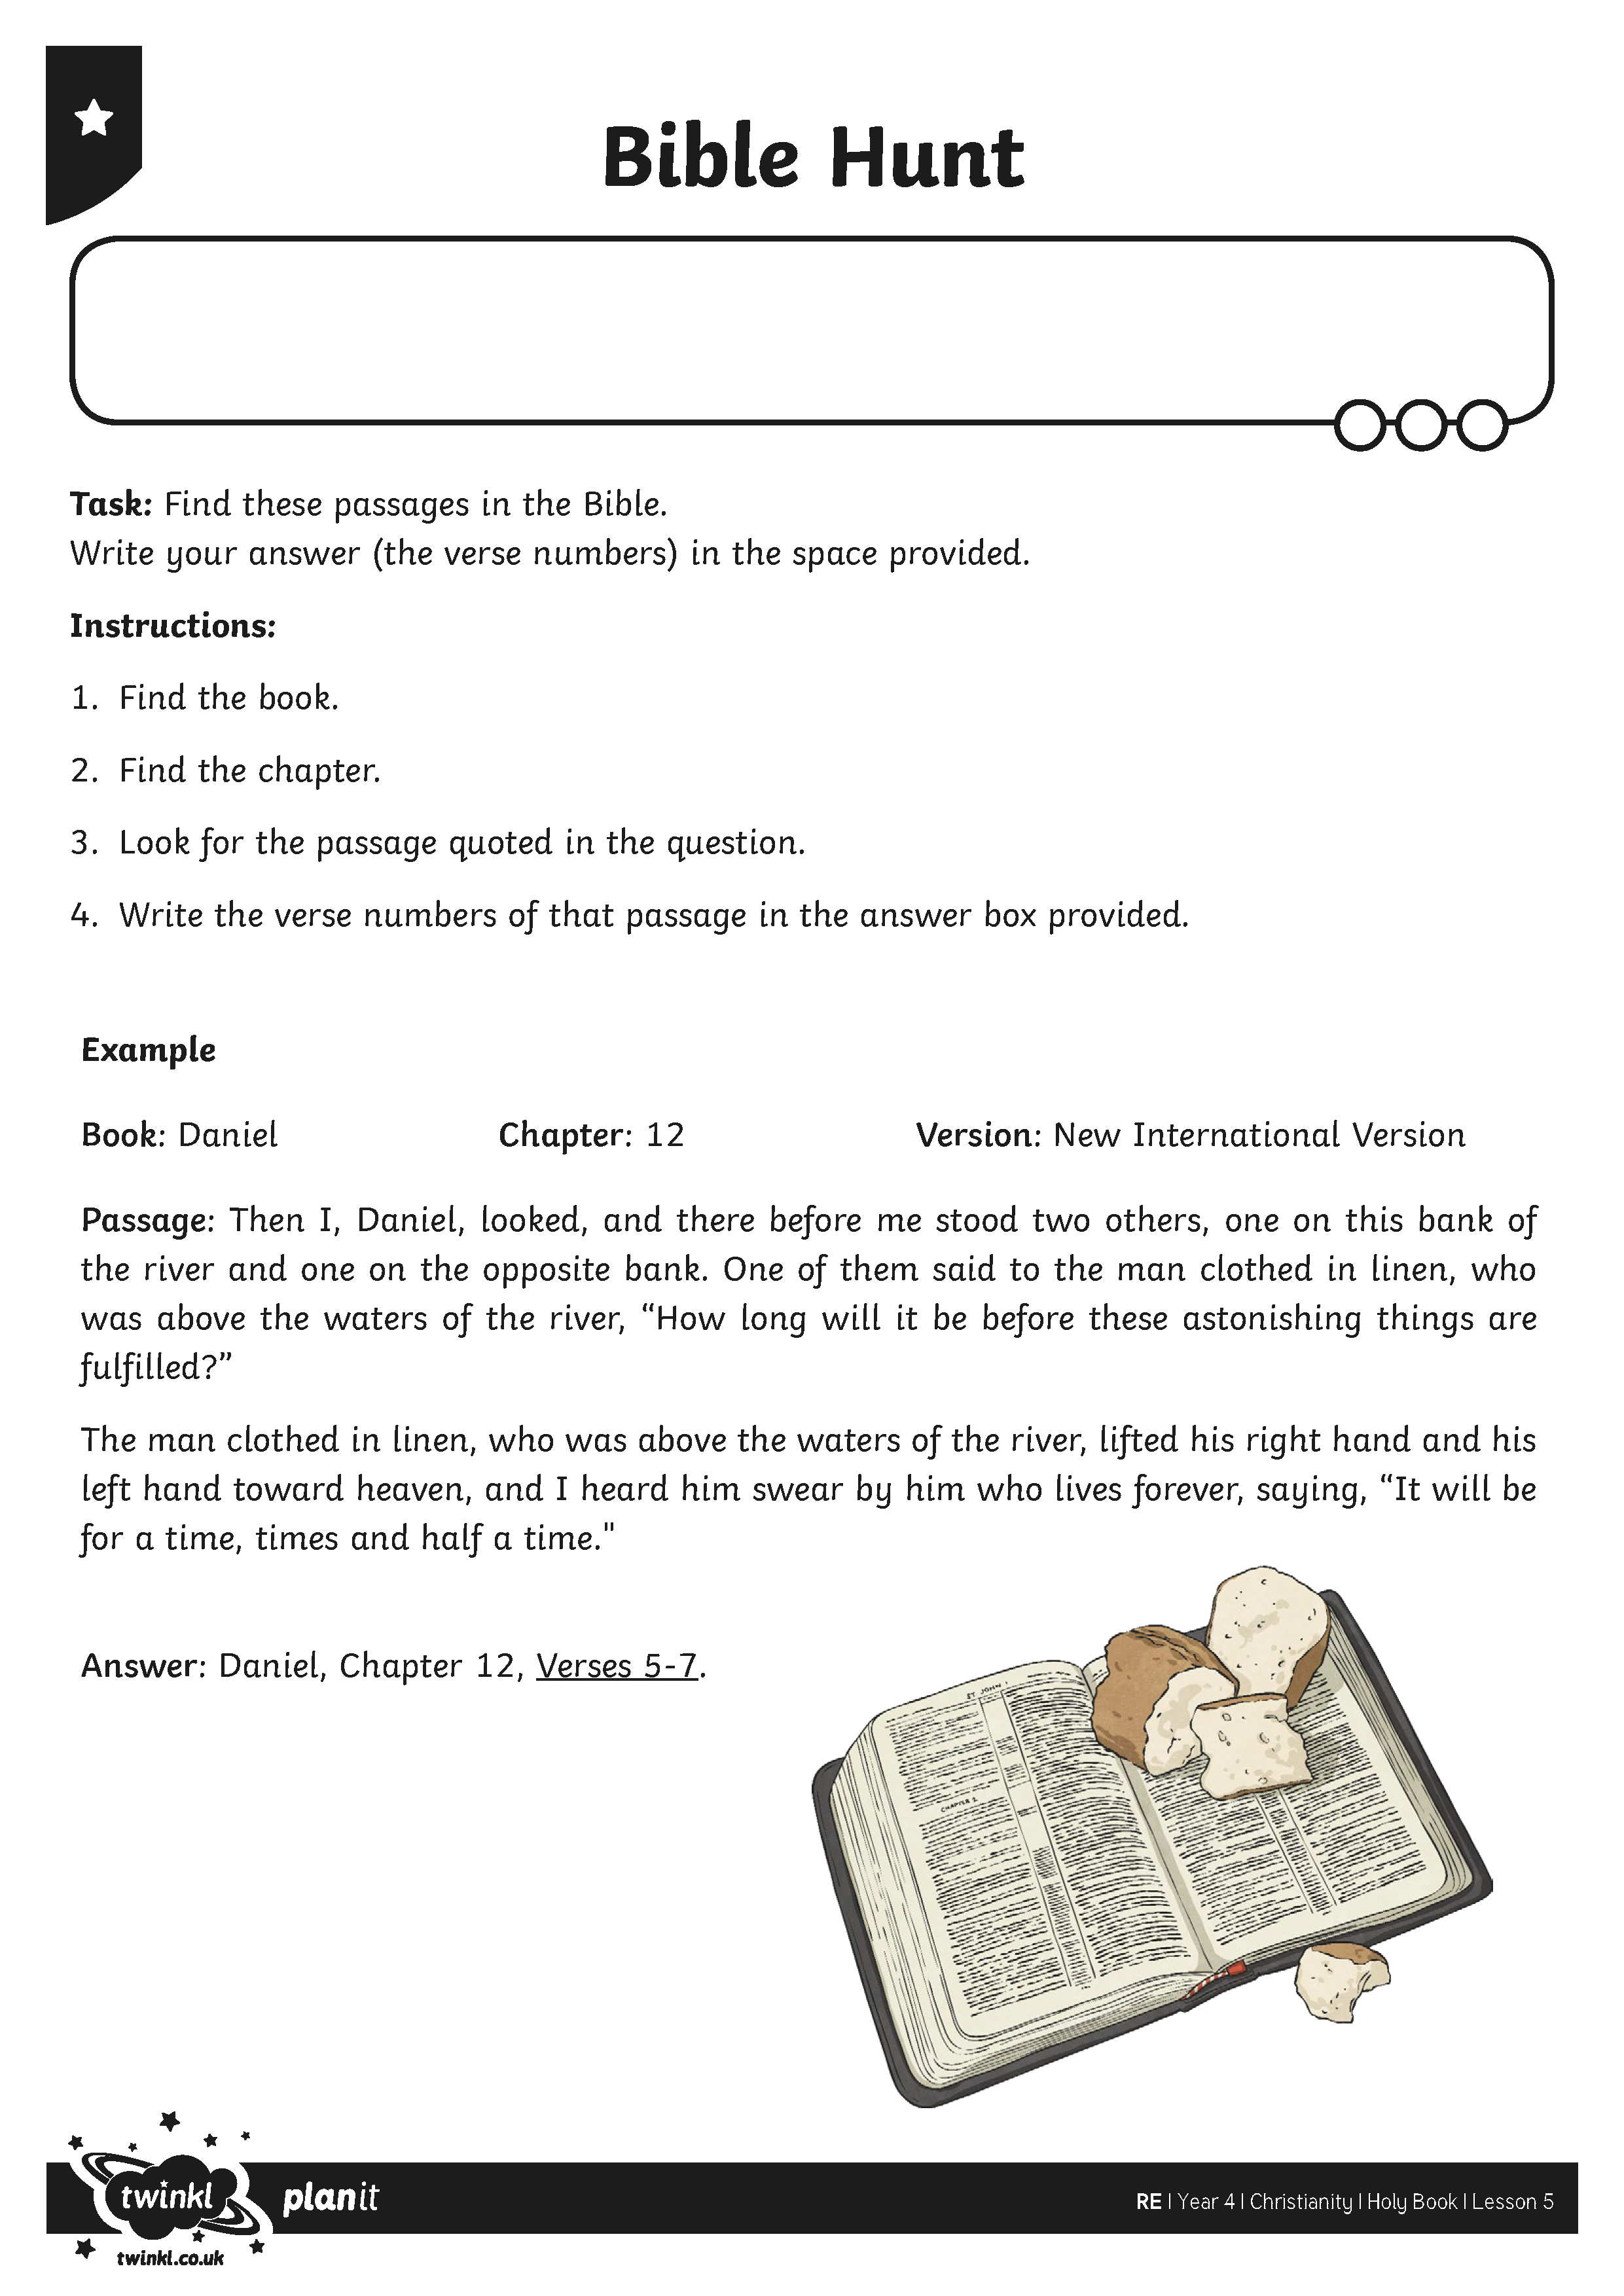 Bible Hunt
Task: Find these passages in the Bible.
Write your answer (the verse numbers) in the space provided.
Instructions:
1. Find the book.
2. Find the chapter.
3. Look for the passage quoted in the question.
4. Write the verse numbers of that passage in the answer box provided.
Example
Book: Daniel Chapter: 12 Version: New International Version
Passage: Then I, Daniel, looked, and there before me stood two others, one on this bank of
the river and one on the opposite bank. One of them said to the man clothed in linen, who
was above the waters of the river, “How long will it be before these astonishing things are
fulfilled?”
The man clothed in linen, who was above the waters of the river, lifted his right hand and his
left hand toward heaven, and I heard him swear by him who lives forever, saying, “It will be
for a time, times and half a time."
Answer: Daniel, Chapter 12, Verses 5-7.
ST. JOHN 1
CHAPTER 2
twinkl planit
RE | Year 4 | Christianity | Holy Book | Lesson 5
twinkl.co.uk